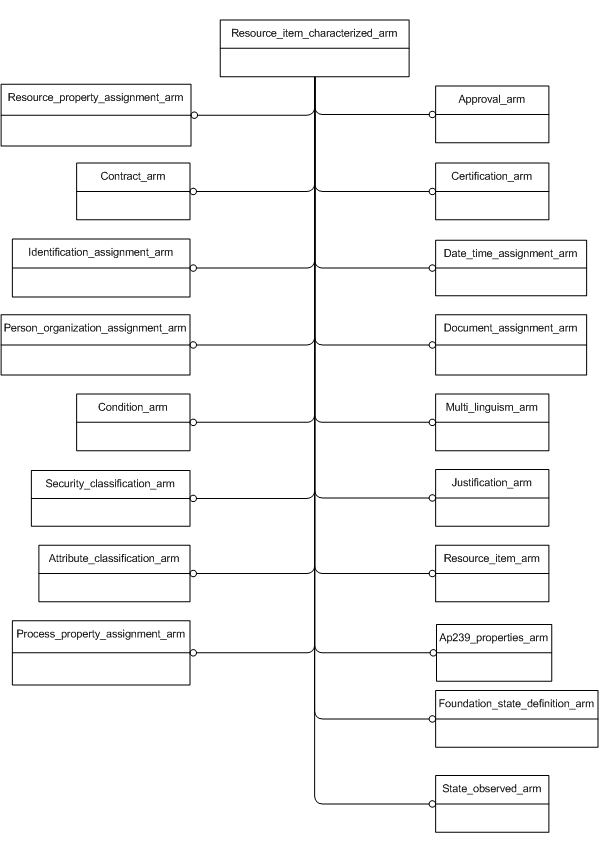 Resource_item_characterized_arm
Resource_property_assignment_arm
Approval_arm
Contract_arm
Certification_arm
Identification_assignment_arm
Date_time_assignment_arm
Person_organization_assignment_arm
Document_assignment_arm
Condition_arm
Multi_linguism_arm
Security_classification_arm
Justification_arm
Attribute_classification_arm
Resource_item_arm
Process_property_assignment_arm
Ap239_properties_arm
Foundation_state_definition_arm
State_observed_arm